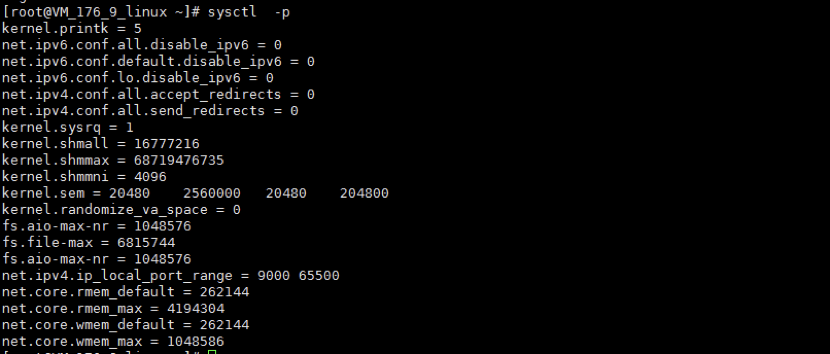 [root@VM_176_9_linux ~]# sysctl  -p
kernel.printk = 5
net.ipv6.conf.all.disable_ipv6 = 0
net.ipv6.conf.default.disable_ipv6 = 0
net.ipv6.conf.lo.disable_ipv6 = 0
net.ipv4.conf.all.accept_redirects = 0
net.ipv4.conf.all.send_redirects = 0
kernel.sysrq = 1
kernel.shmall = 16777216
kernel.shmmax = 68719476735
kernel.shmmni = 4096
kernel.sem = 20480    2560000   20480    204800
kernel.randomize_va_space = 0
fs.aio-max-nr = 1048576
fs.file-max = 6815744
fs.aio-max-nr = 1048576
net.ipv4.ip_local_port_range = 9000 65500
net.core.rmem_default = 262144
net.core.rmem_max = 4194304
net.core.wmem_default = 262144
net.core.wmem_max = 1048586
[root@VM_176_9_linux ~]#